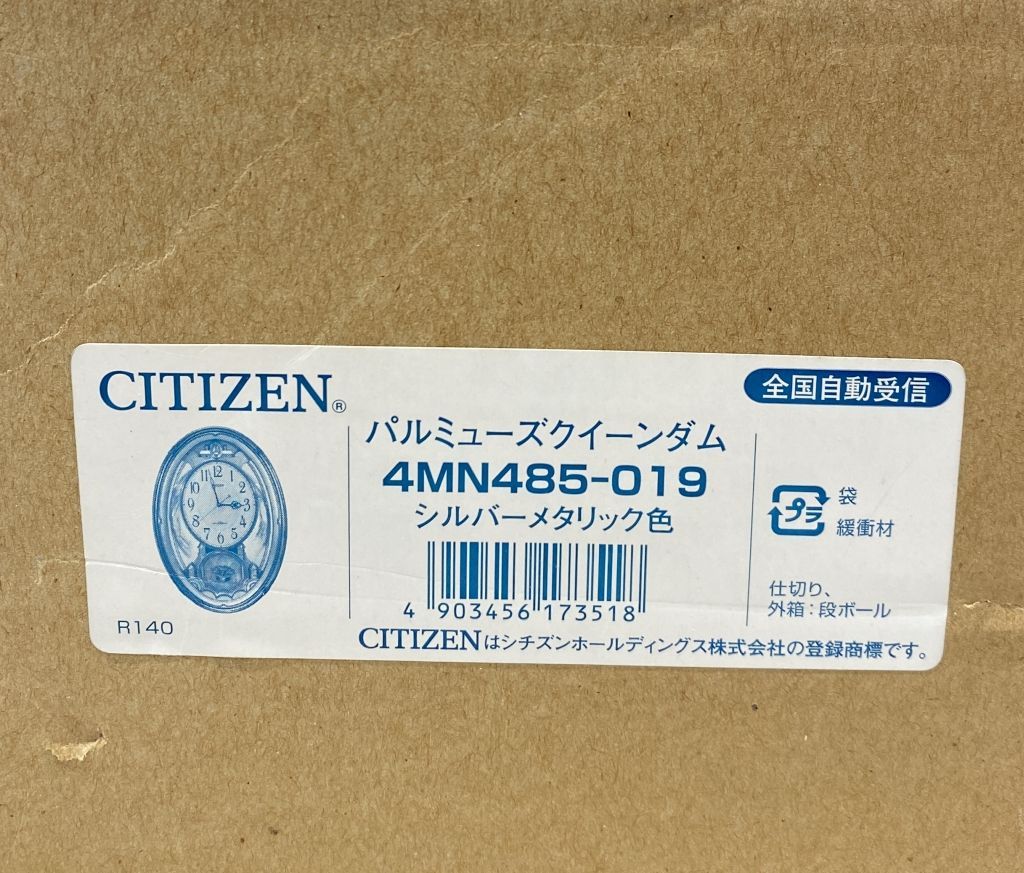 CITIZEN®
全国自動受信
パルミューズクイーンダム
4MN485-019
シルバーメタリック色
プラ
袋
緩衝材
4 903456 173518
仕切り、
外箱：段ボール
R140
CITIZENはシチズンホールディングス株式会社の登録商標です。